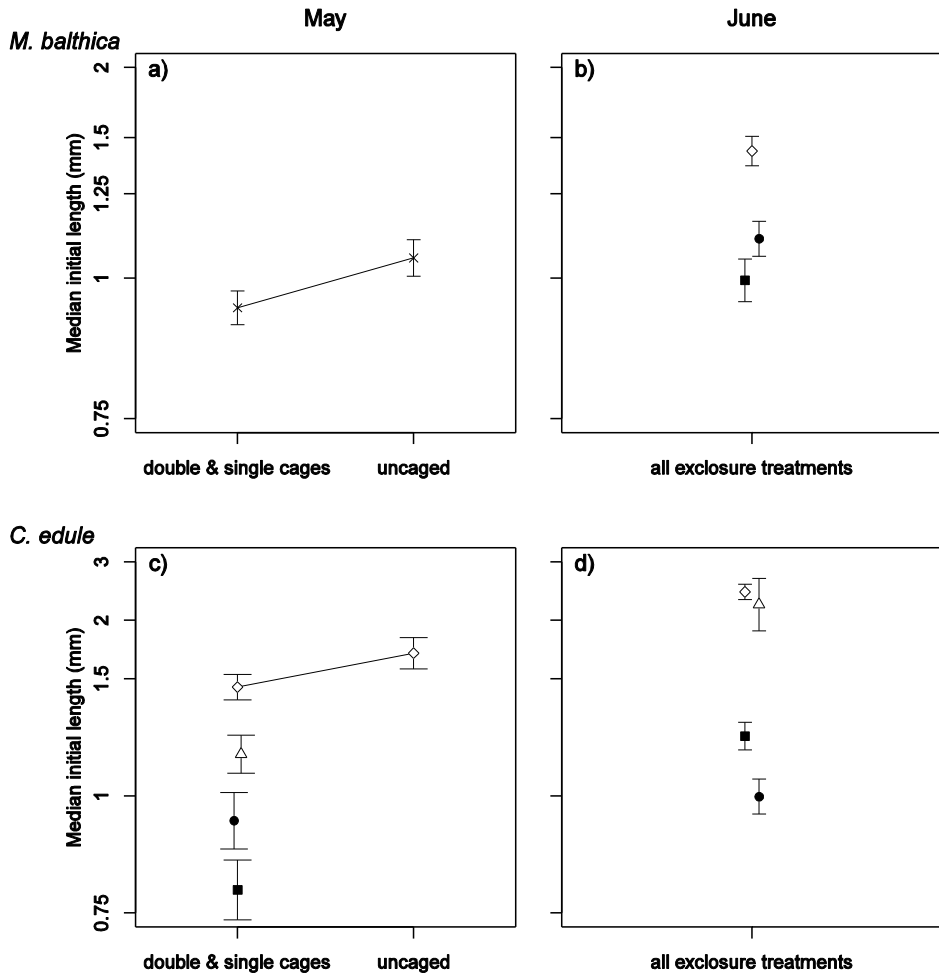 May
June
M. balthica
a)
b)
Median initial length (mm)
2
1.5
1.25
1
0.75
double & single cages
uncaged
all exclosure treatments
C. edule
c)
d)
Median initial length (mm)
3
2
1.5
1
0.75
double & single cages
uncaged
all exclosure treatments